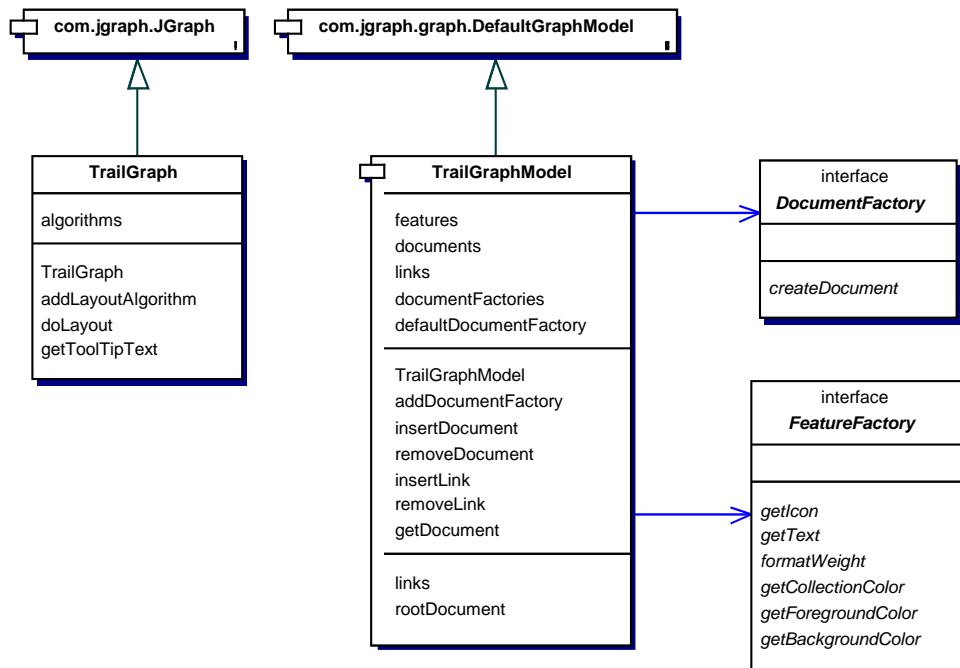 com.jgraph.JGraph
com.jgraph.graph.DefaultGraphModel
TrailGraph
algorithms
TrailGraph
addLayoutAlgorithm
doLayout
getToolTipText
TrailGraphModel
features
documents
links
documentFactories
defaultDocumentFactory
TrailGraphModel
addDocumentFactory
insertDocument
removeDocument
insertLink
removeLink
getDocument
links
rootDocument
interface
DocumentFactory
createDocument
interface
FeatureFactory
getIcon
getText
formatWeight
getCollectionColor
getForegroundColor
getBackgroundColor